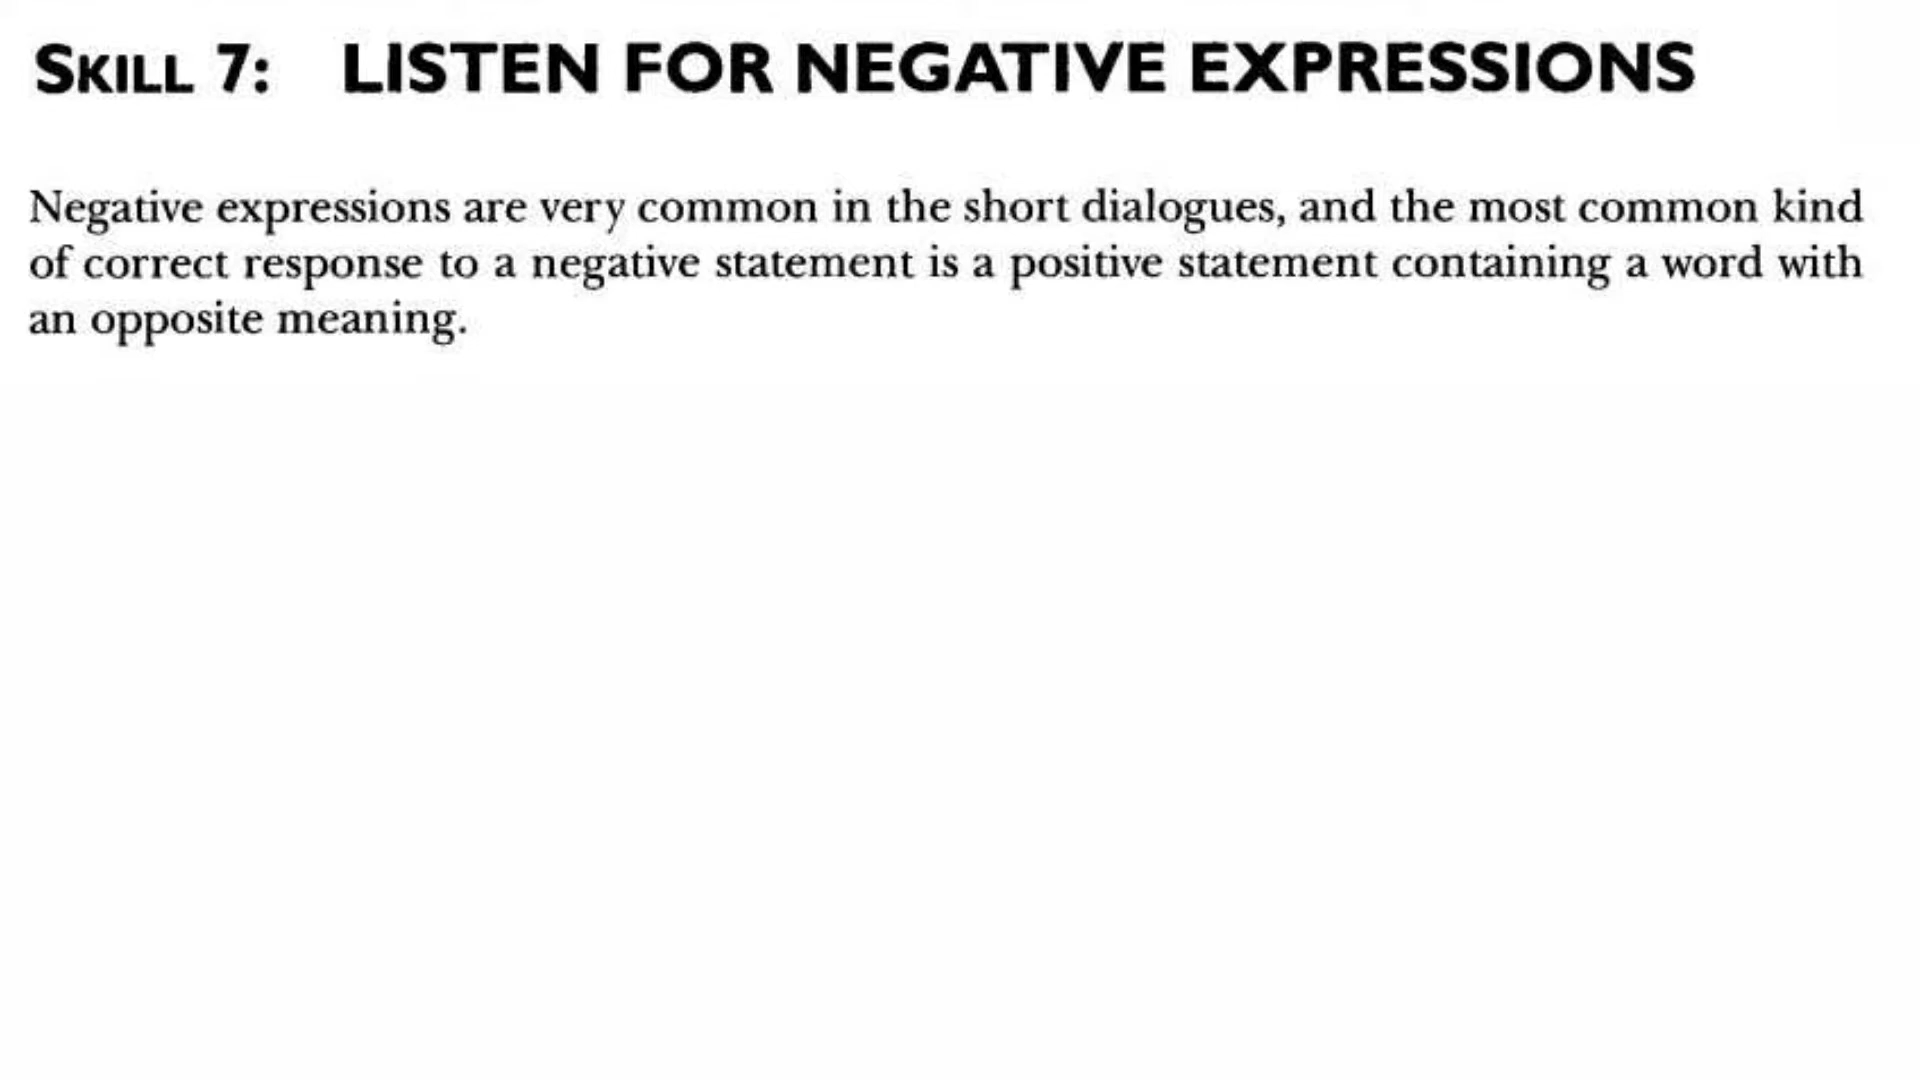 SKILL 7: LISTEN FOR NEGATIVE EXPRESSIONS
Negative expressions are very common in the short dialogues, and the most common kind
of correct response to a negative statement is a positive statement containing a word with
an opposite meaning.